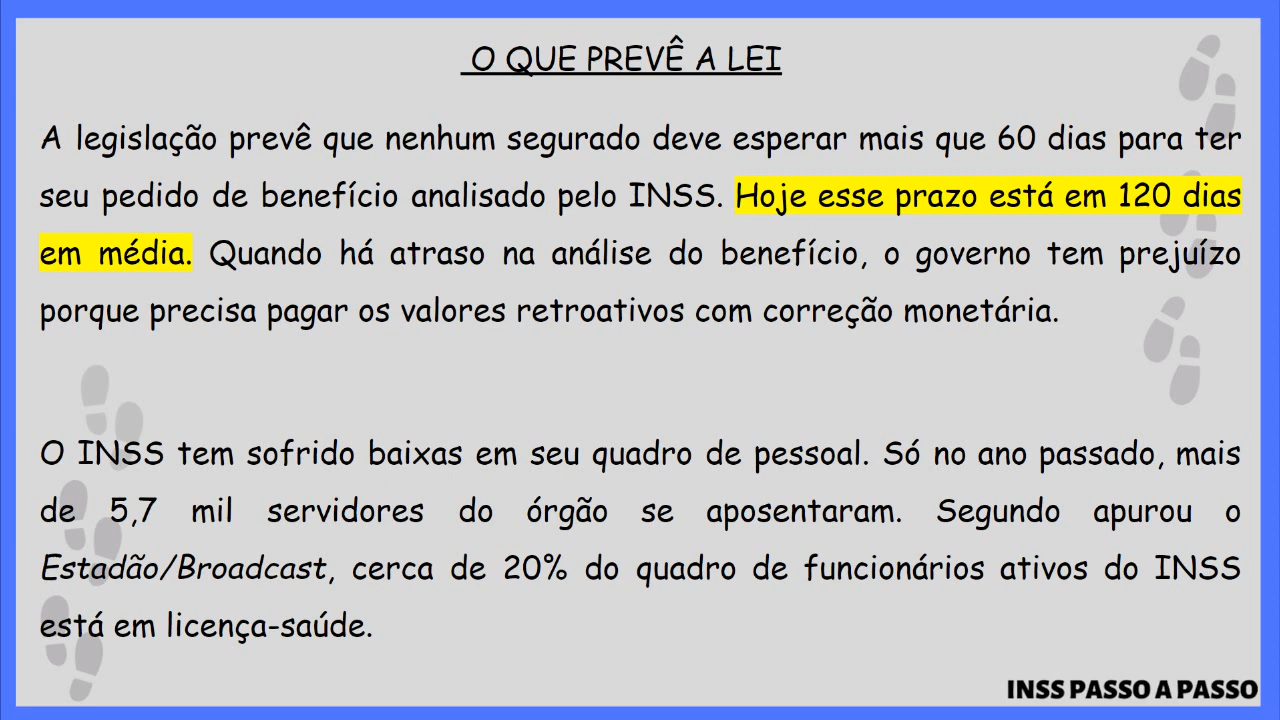 O QUE PREVÊ A LEI
A legislação prevê que nenhum segurado deve esperar mais que 60 dias para ter
seu pedido de benefício analisado pelo INSS. Hoje esse prazo está em 120 dias
em média. Quando há atraso na análise do benefício, o governo tem prejuízo
porque precisa pagar os valores retroativos com correção monetária.
O INSS tem sofrido baixas em seu quadro de pessoal. Só no ano passado, mais
de 5,7 mil servidores do órgão se aposentaram. Segundo apurou o
Estadão/Broadcast, cerca de 20% do quadro de funcionários ativos do INSS
está em licença-saúde.
INSS PASSO A PASSO